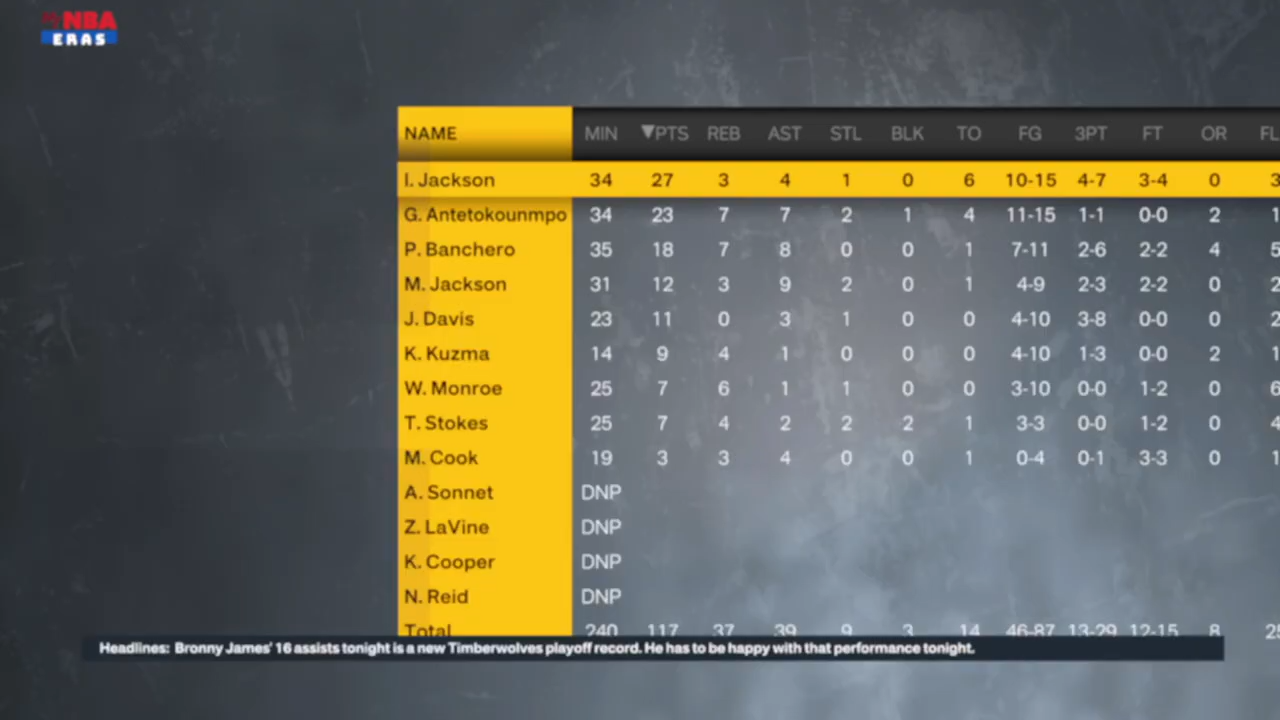 MyNBA
ERAS
NAME MIN ▼PTS REB AST STL BLK TO FG 3PT FT OR
I. Jackson 34 27 3 4 1 0 6 10-15 4-7 3-4 0 3
G. Antetokounmpo 34 23 7 7 2 1 4 11-15 1-1 0-0 2 1
P. Banchero 35 18 7 8 0 0 1 7-11 2-6 2-2 4 5
M. Jackson 31 12 3 9 2 0 1 4-9 2-3 2-2 0 2
J. Davis 23 11 0 3 1 0 0 4-10 3-8 0-0 0 2
K. Kuzma 14 9 4 1 0 0 0 4-10 1-3 0-0 2 1
W. Monroe 25 7 6 1 1 0 0 3-10 0-0 1-2 0 6
T. Stokes 25 7 4 2 2 2 1 3-3 0-0 1-2 0 4
M. Cook 19 3 3 4 0 0 1 0-4 0-1 3-3 0 1
A. Sonnet DNP
Z. LaVine DNP
K. Cooper DNP
N. Reid DNP
Total 240 117 37 39 9 3 14 46-87 13-29 12-15 8
Headlines: Bronny James' 16 assists tonight is a new Timberwolves playoff record. He has to be happy with that performance tonight.